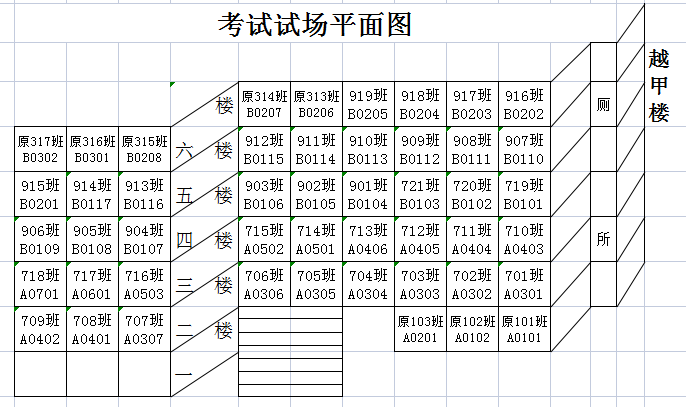 考试试场平面图
越甲楼
原314班 原313班 919班 918班 917班 916班
楼 B0207 B0206 B0205 B0204 B0203 B0202 厕
原317班 原316班 原315班 912班 911班 910班 909班 908班 907班
B0302 B0301 B0208 六 楼 B0115 B0114 B0113 B0112 B0111 B0110
915班 914班 913班 903班 902班 901班 721班 720班 719班
B0201 B0117 B0116 五 楼 B0106 B0105 B0104 B0103 B0102 B0101
906班 905班 904班 715班 714班 713班 712班 711班 710班
B0109 B0108 B0107 四 楼 A0502 A0501 A0406 A0405 A0404 A0403 所
718班 717班 716班 706班 705班 704班 703班 702班 701班
A0701 A0601 A0503 三 楼 A0306 A0305 A0304 A0303 A0302 A0301
709班 708班 707班 原103班 原102班 原101班
A0402 A0401 A0307 二 楼 A0201 A0102 A0101
一